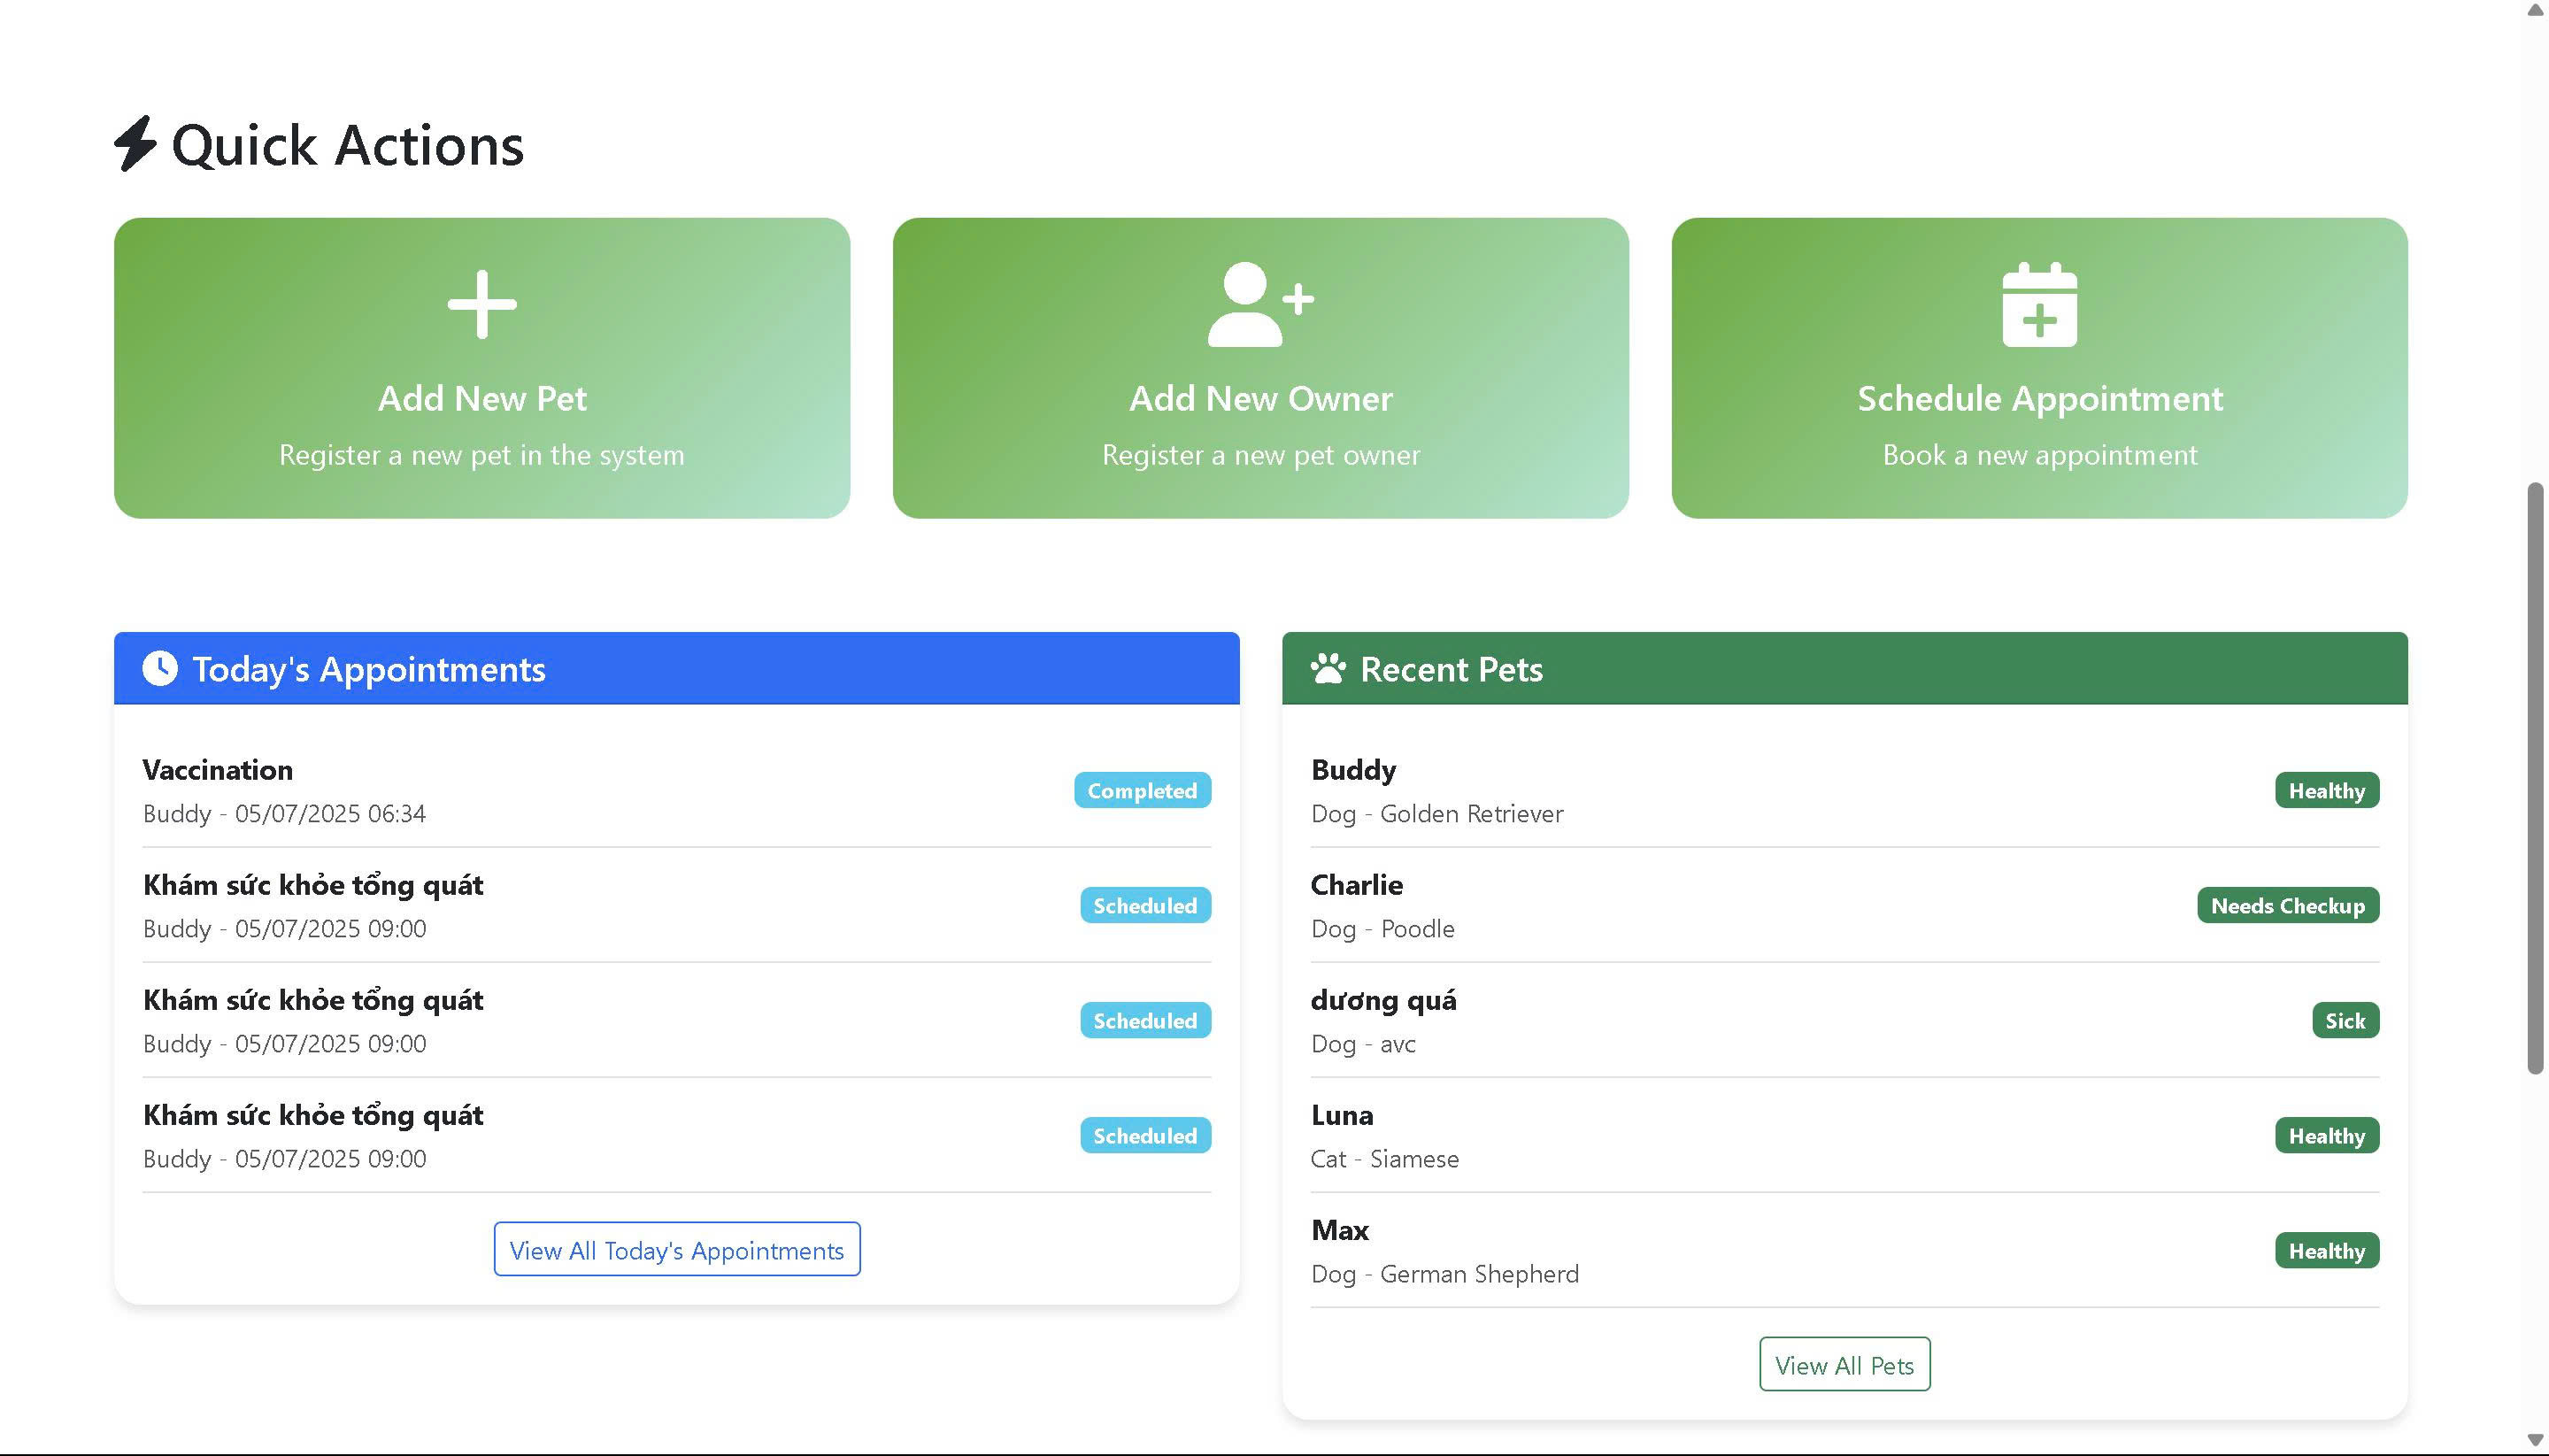 Quick Actions
Add New Pet
Register a new pet in the system
Add New Owner
Register a new pet owner
Schedule Appointment
Book a new appointment
Today's Appointments
Vaccination
Completed
Buddy - 05/07/2025 06:34
Khám sức khỏe tổng quát
Scheduled
Buddy - 05/07/2025 09:00
Khám sức khỏe tổng quát
Scheduled
Buddy - 05/07/2025 09:00
Khám sức khỏe tổng quát
Scheduled
Buddy - 05/07/2025 09:00
View All Today's Appointments
Recent Pets
Buddy
Healthy
Dog - Golden Retriever
Charlie
Needs Checkup
Dog - Poodle
dương quá
Sick
Dog - avc
Luna
Healthy
Cat - Siamese
Max
Healthy
Dog - German Shepherd
View All Pets